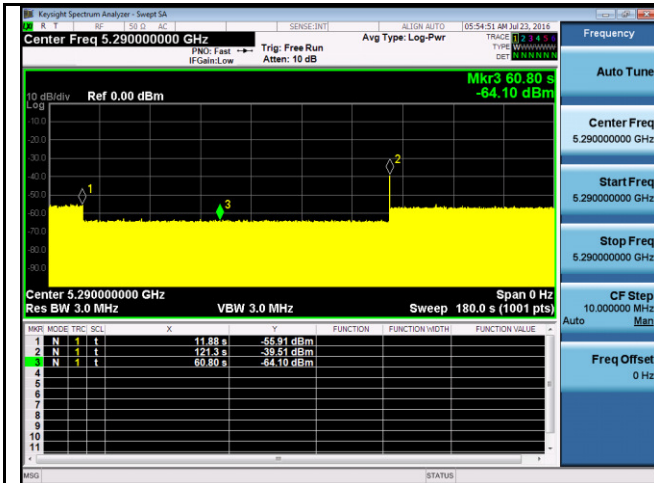 Keysight Spectrum Analyzer - Swept SA
R T RF 50 Ω AC SENSE:INT ALIGN AUTO 05:54:51 AM Jul 23, 2016
Center Freq 5.290000000 GHz
PNO: Fast
IFGain:Low
Trig: Free Run
Atten: 10 dB
Avg Type: Log-Pwr
TRACE 1 2 3 4 5 6
TYPE WWWWWW
DET N N N N N N
Mkr3 60.80 s
-64.10 dBm
10 dB/div Ref 0.00 dBm
Log
-10.0
-20.0
-30.0
-40.0
-50.0
-60.0
-70.0
-80.0
-90.0
1
2
3
Center 5.290000000 GHz Span 0 Hz
Res BW 3.0 MHz VBW 3.0 MHz Sweep 180.0 s (1001 pts)
MKR MODE TRC SCL X Y FUNCTION FUNCTION WIDTH FUNCTION VALUE
1 N 1 t 11.88 s -55.91 dBm
2 N 1 t 121.3 s -39.51 dBm
3 N 1 t 60.80 s -64.10 dBm
4
5
6
7
8
9
10
11
MSG STATUS
Frequency
Auto Tune
Center Freq
5.290000000 GHz
Start Freq
5.290000000 GHz
Stop Freq
5.290000000 GHz
CF Step
10.000000 MHz
Auto Man
Freq Offset
0 Hz